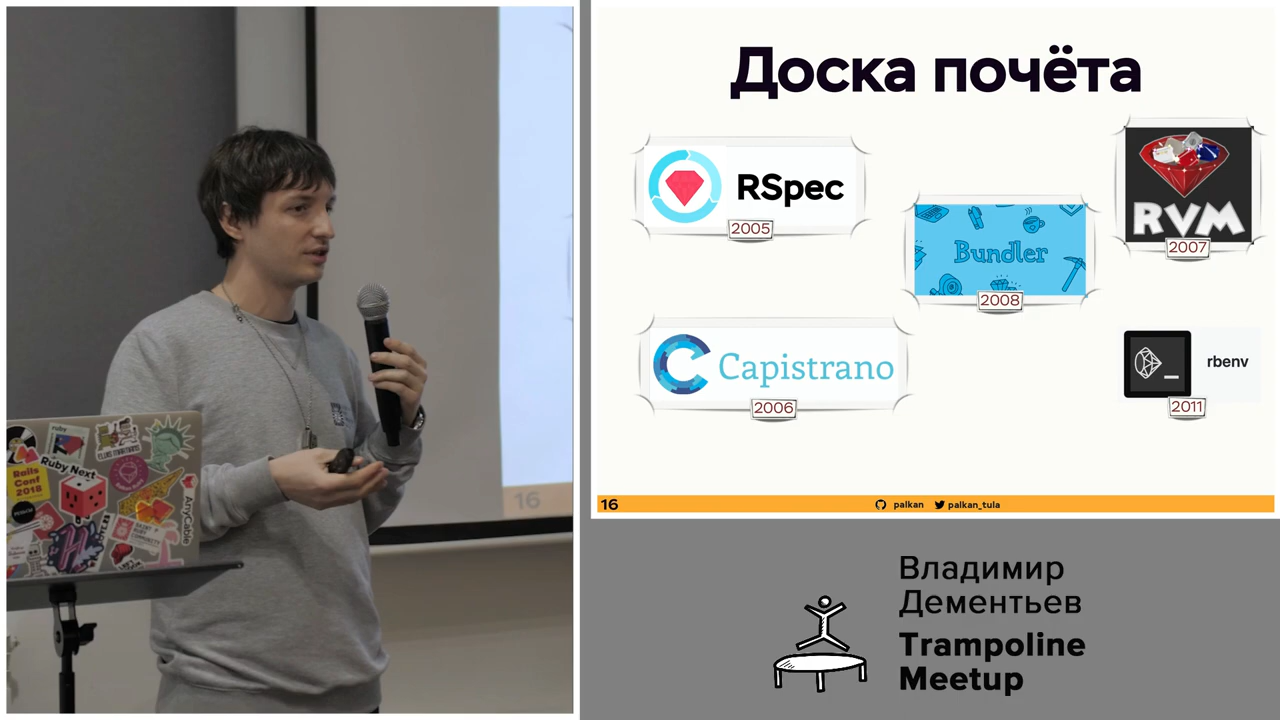 Доска почёта
RSpec
2005
Bundler
2008
RVM
2007
Capistrano
2006
rbenv
2011
16
palkan
palkan_tula
Владимир
Дементьев
Trampoline
Meetup
16
ruby
Ruby Next
Rails
Conf
2018
AnyCable